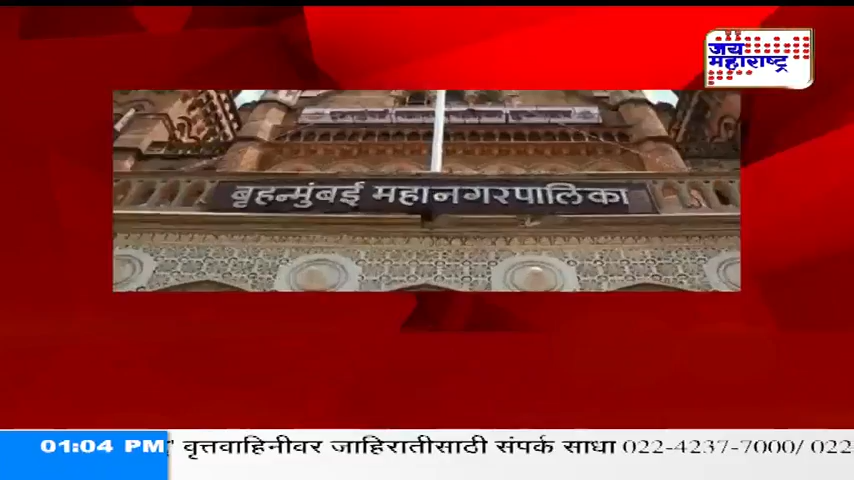 जय
महाराष्ट्र
बृहन्मुंबई महानगरपालिका
01:04 PM
' वृत्तवाहिनीवर जाहिरातीसाठी संपर्क साधा 022-4237-7000/ 022